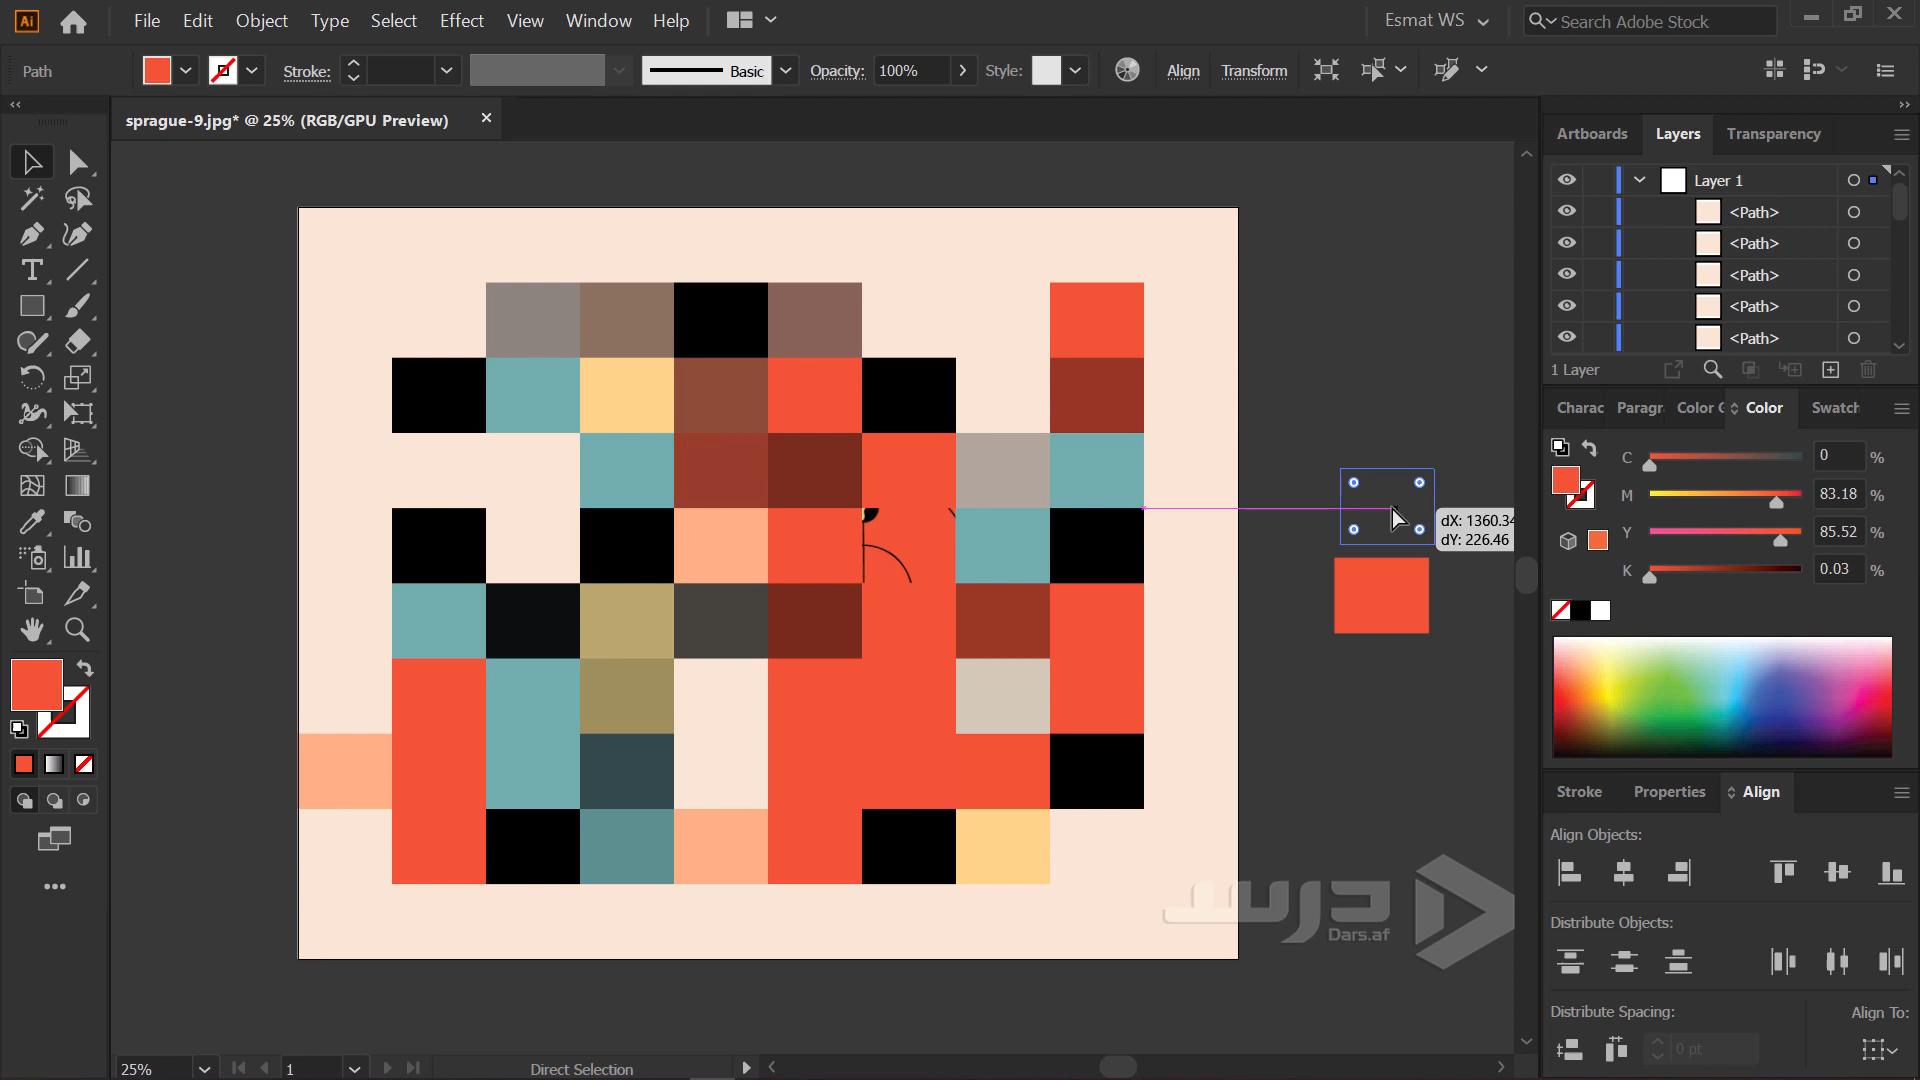 Ai File Edit Object Type Select Effect View Window Help Esmat WS Search Adobe Stock
Path Stroke: Basic Opacity: 100% Style: Align Transform
sprague-9.jpg* @ 25% (RGB/GPU Preview)
Artboards Layers Transparency
Layer 1
<Path>
<Path>
<Path>
<Path>
<Path>
1 Layer
Charac Paragr Color G Color Swatch
C 0 %
M 83.18 %
Y 85.52 %
K 0.03 %
dX: 1360.34
dY: 226.46
Stroke Properties Align
Align Objects:
Distribute Objects:
Distribute Spacing: Align To:
0 pt
درس
Dars.af
25% 1 Direct Selection